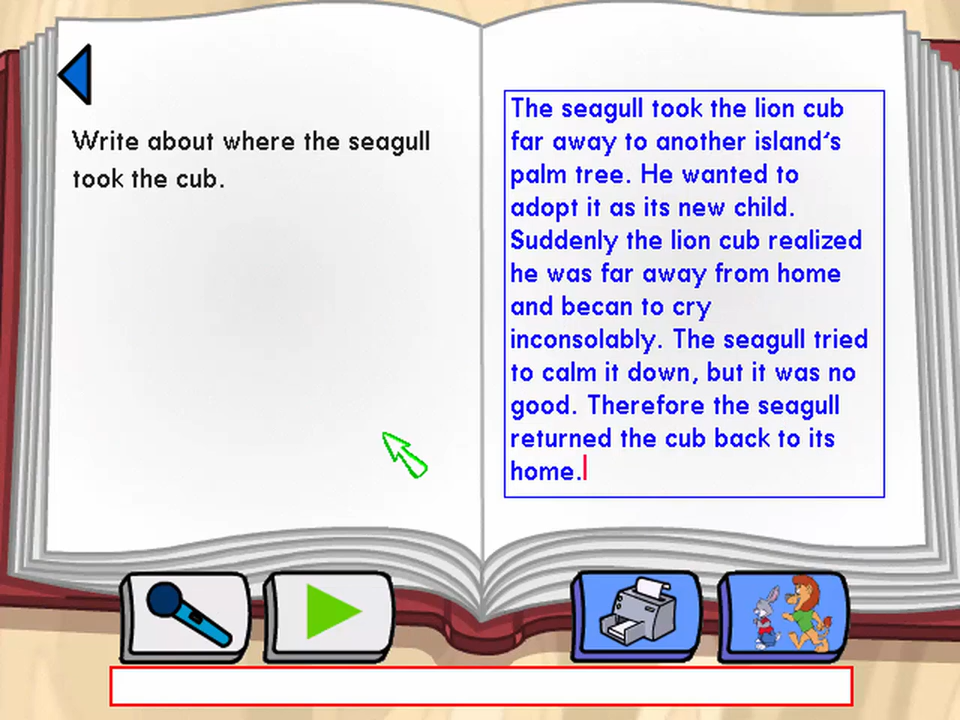 Write about where the seagull
took the cub.
The seagull took the lion cub
far away to another island's
palm tree. He wanted to
adopt it as its new child.
Suddenly the lion cub realized
he was far away from home
and becan to cry
inconsolably. The seagull tried
to calm it down, but it was no
good. Therefore the seagull
returned the cub back to its
home.